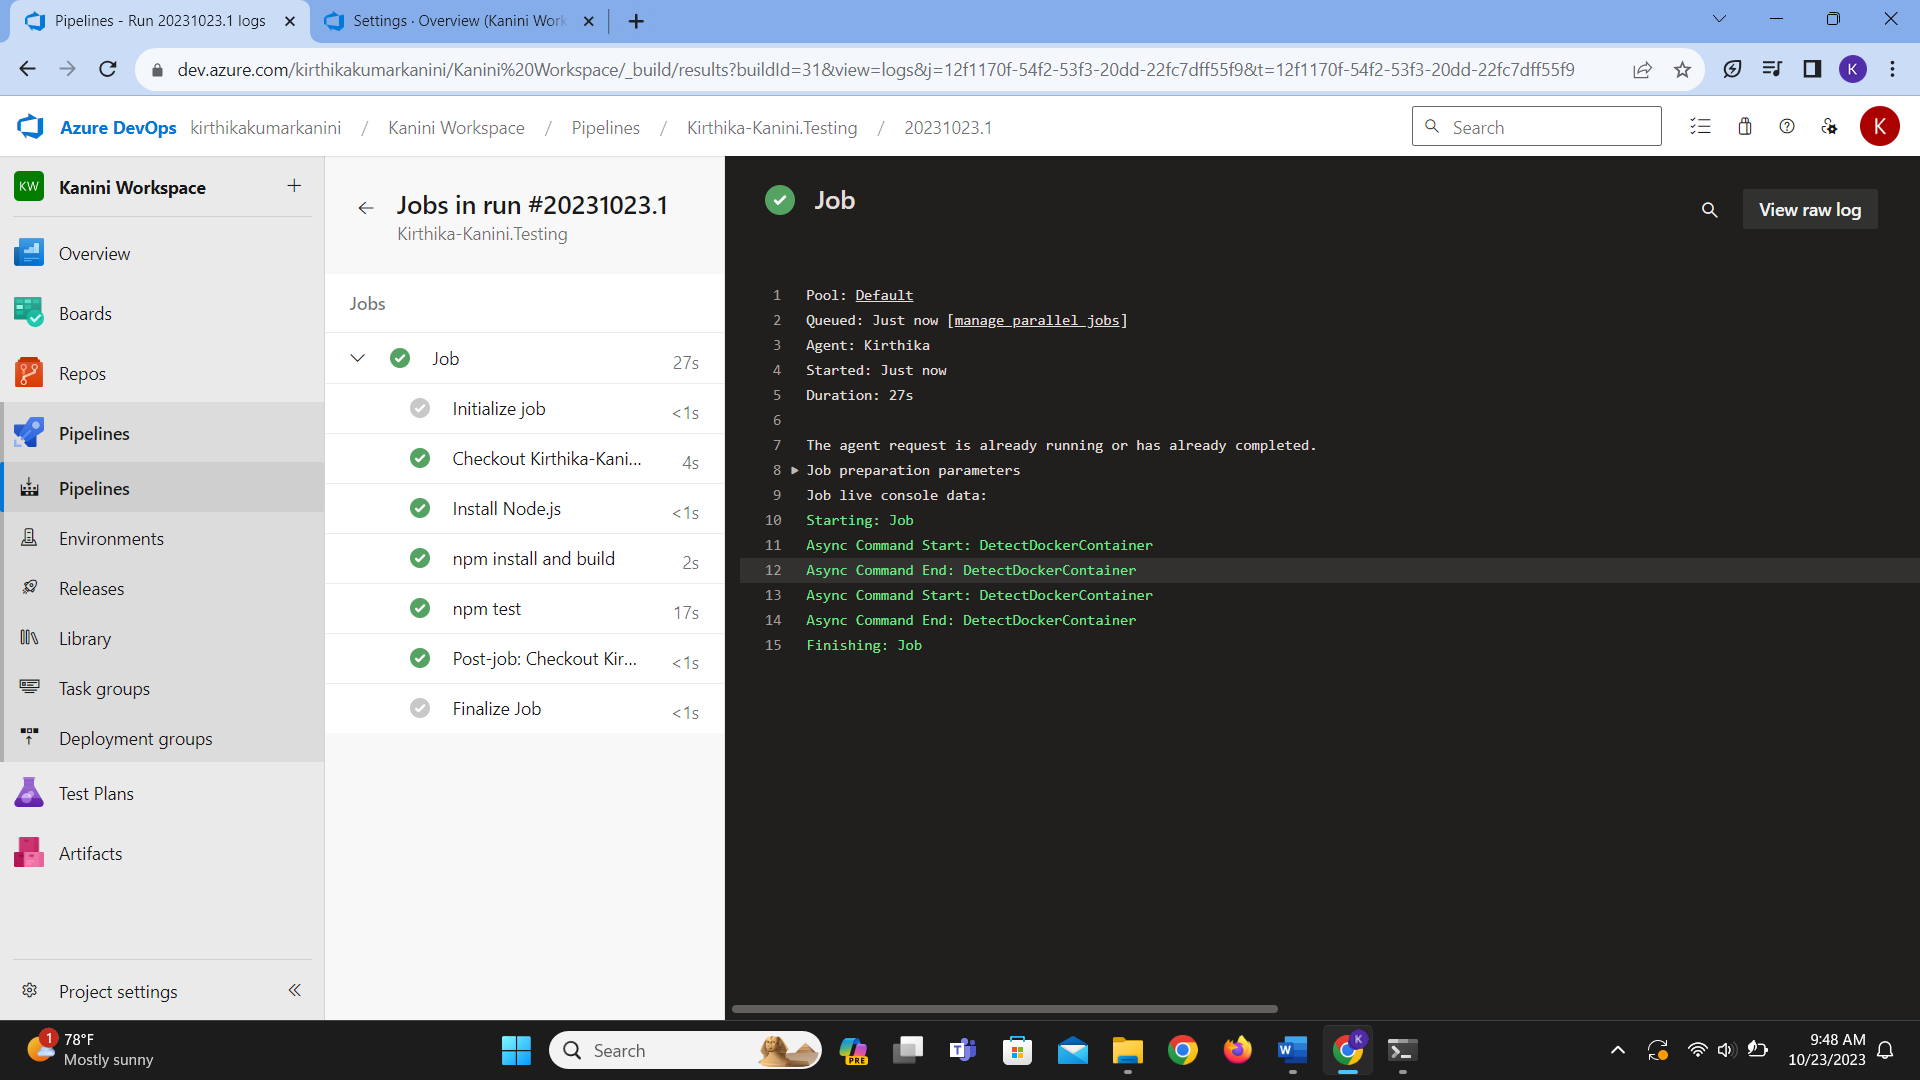 Pipelines - Run 20231023.1 logs
Settings · Overview (Kanini Work
dev.azure.com/kirthikakumarkanini/Kanini%20Workspace/_build/results?buildId=31&view=logs&j=12f1170f-54f2-53f3-20dd-22fc7dff55f9&t=12f1170f-54f2-53f3-20dd-22fc7dff55f9
K
Azure DevOps kirthikakumarkanini / Kanini Workspace / Pipelines / Kirthika-Kanini.Testing / 20231023.1
Search
K
KW Kanini Workspace
Overview
Boards
Repos
Pipelines
Pipelines
Environments
Releases
Library
Task groups
Deployment groups
Test Plans
Artifacts
Project settings
Jobs in run #20231023.1
Kirthika-Kanini.Testing
Jobs
Job 27s
Initialize job <1s
Checkout Kirthika-Kani... 4s
Install Node.js <1s
npm install and build 2s
npm test 17s
Post-job: Checkout Kir... <1s
Finalize Job <1s
Job
View raw log
1 Pool: Default
2 Queued: Just now [manage parallel jobs]
3 Agent: Kirthika
4 Started: Just now
5 Duration: 27s
6
7 The agent request is already running or has already completed.
8 Job preparation parameters
9 Job live console data:
10 Starting: Job
11 Async Command Start: DetectDockerContainer
12 Async Command End: DetectDockerContainer
13 Async Command Start: DetectDockerContainer
14 Async Command End: DetectDockerContainer
15 Finishing: Job
1
78°F
Mostly sunny
Search
PRE
K
9:48 AM
10/23/2023